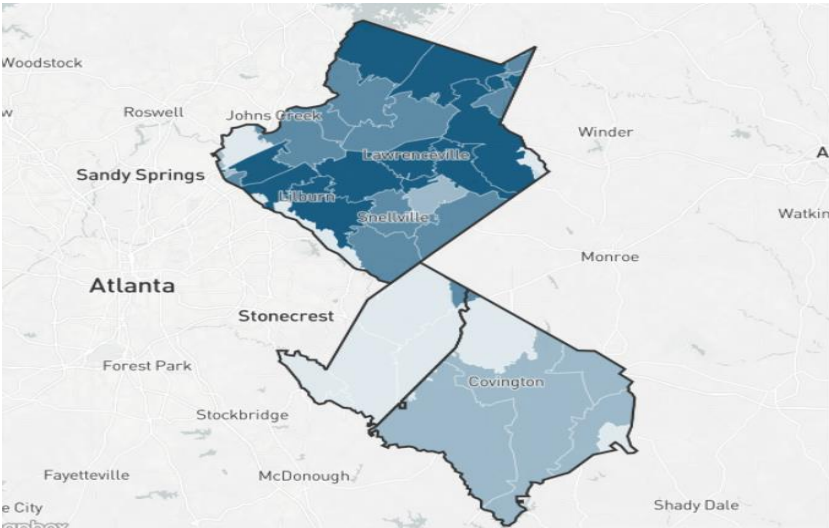 Woodstock
w
Roswell
Johns Creek
Winder
A
Lawrenceville
Sandy Springs
Lilburn
Snellville
Watkin
Monroe
Atlanta
Stonecrest
Forest Park
Covington
Stockbridge
Fayetteville
McDonough
e City
Shady Dale
apbox